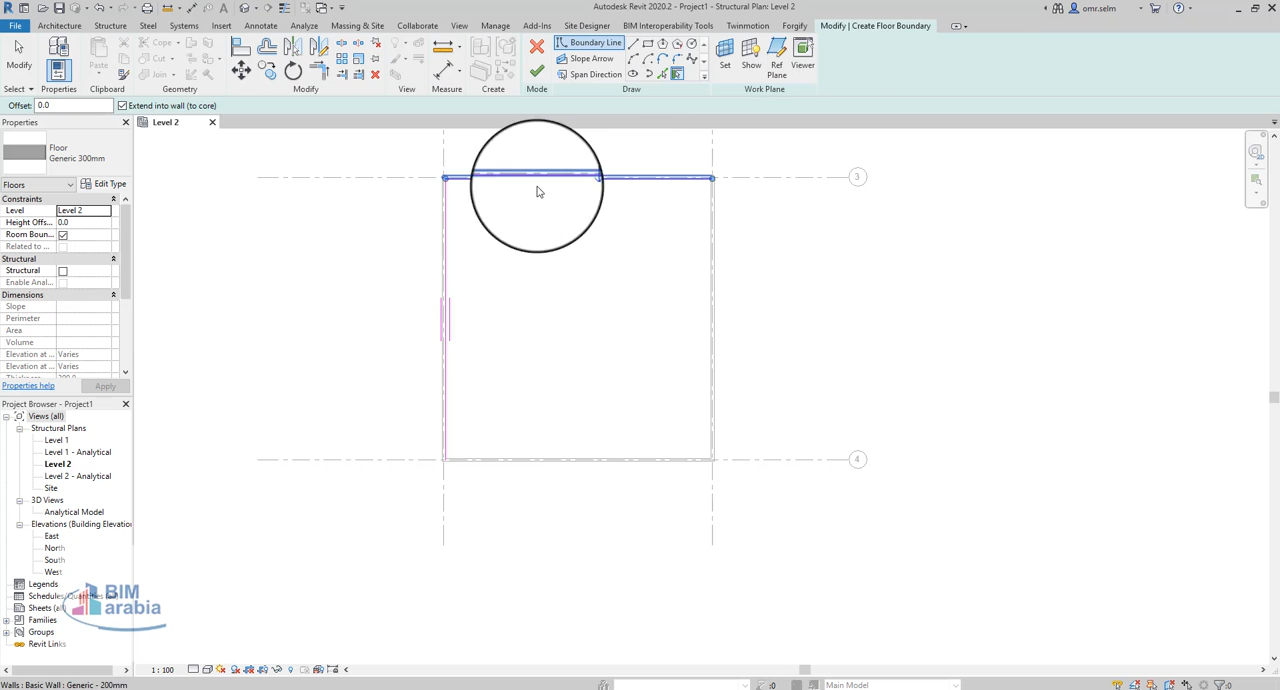 Autodesk Revit 2020.2 - Project1 - Structural Plan: Level 2
omr.selm
File Architecture Structure Steel Systems Insert Annotate Analyze Massing & Site Collaborate View Manage Add-Ins Site Designer BIM Interoperability Tools Twinmotion Forgify Modify | Create Floor Boundary
Modify
Properties
Paste
Cope
Cut
Join
Boundary Line
Slope Arrow
Span Direction
Set Show Ref Plane Viewer
Select Properties Clipboard Geometry Modify View Measure Create Mode Draw Work Plane
Offset: 0.0 Extend into wall (to core)
Properties
Level 2
Floor
Generic 300mm
Floors Edit Type
Constraints
Level Level 2
Height Offs... 0.0
Room Boun...
Related to ...
Structural
Structural
Enable Anal...
Dimensions
Slope
Perimeter
Area
Volume
Elevation at ... Varies
Elevation at ... Varies
Properties help Apply
Project Browser - Project1
Views (all)
Structural Plans
Level 1
Level 1 - Analytical
Level 2
Level 2 - Analytical
Site
3D Views
Analytical Model
Elevations (Building Elevation
East
North
South
West
Legends
Schedules/Quantities (all)
Sheets (all)
Families
Groups
Revit Links
BIM
arabia
3
4
1 : 100
Walls : Basic Wall : Generic - 200mm
:0
Main Model
:0